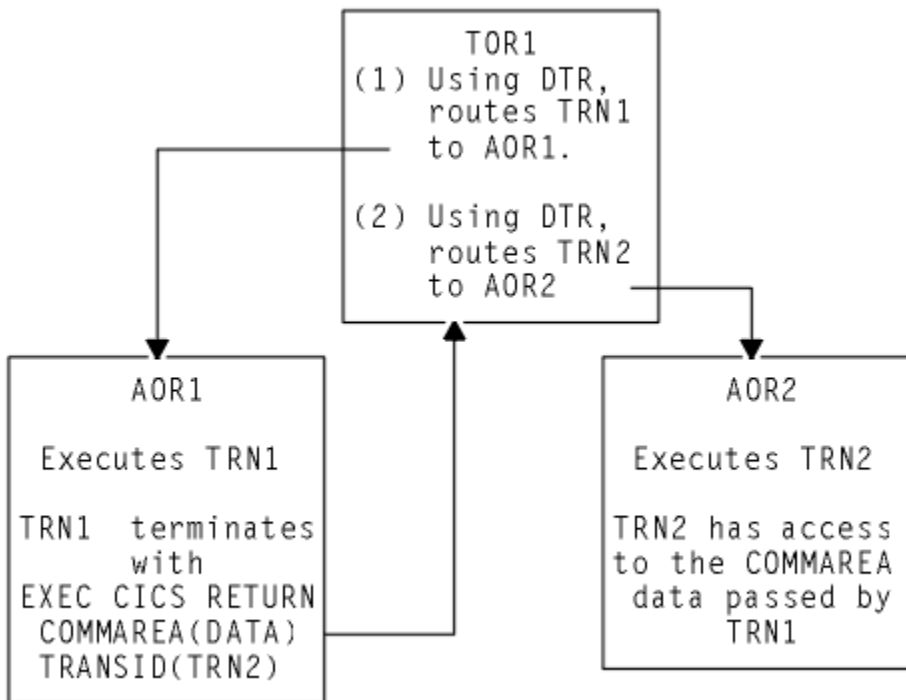 TOR1
(1) Using DTR,
routes TRN1
to AOR1.
(2) Using DTR,
routes TRN2
to AOR2
AOR1
Executes TRN1
TRN1 terminates
with
EXEC CICS RETURN
COMMAREA(DATA)
TRANSID(TRN2)
AOR2
Executes TRN2
TRN2 has access
to the COMMAREA
data passed by
TRN1